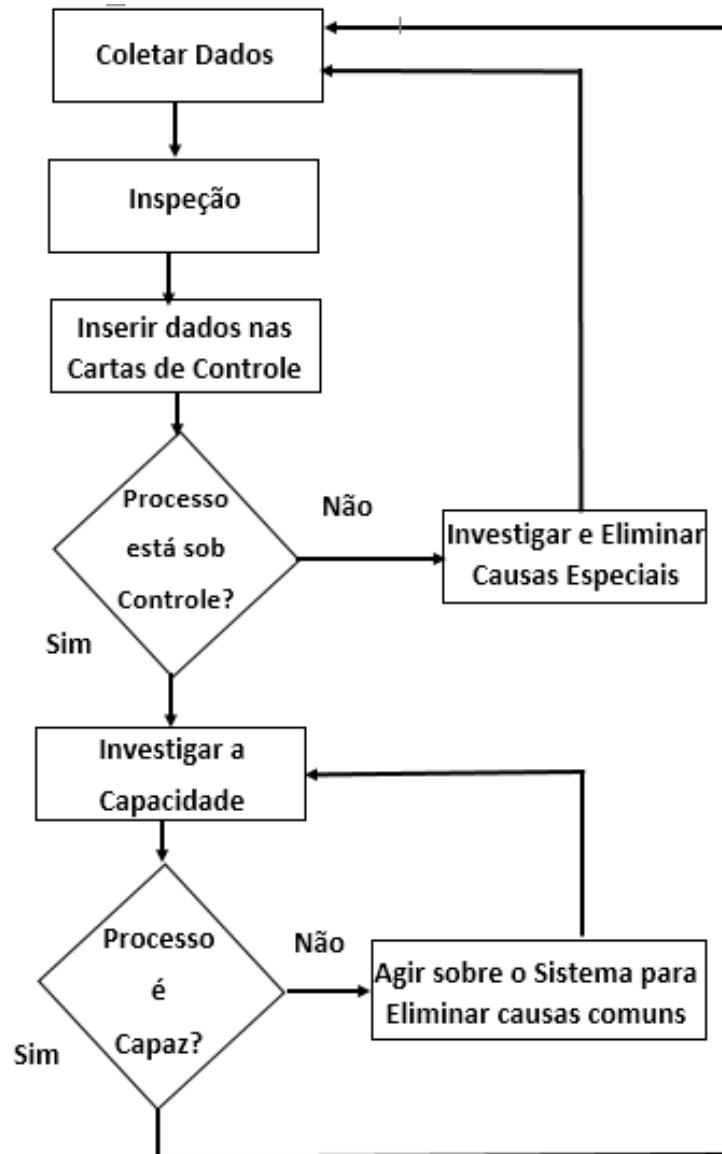 Coletar Dados
Inspeção
Inserir dados nas
Cartas de Controle
Processo
está sob
Controle?
Não
Investigar e Eliminar
Causas Especiais
Sim
Investigar a
Capacidade
Processo
é
Capaz?
Não
Agir sobre o Sistema para
Eliminar causas comuns
Sim